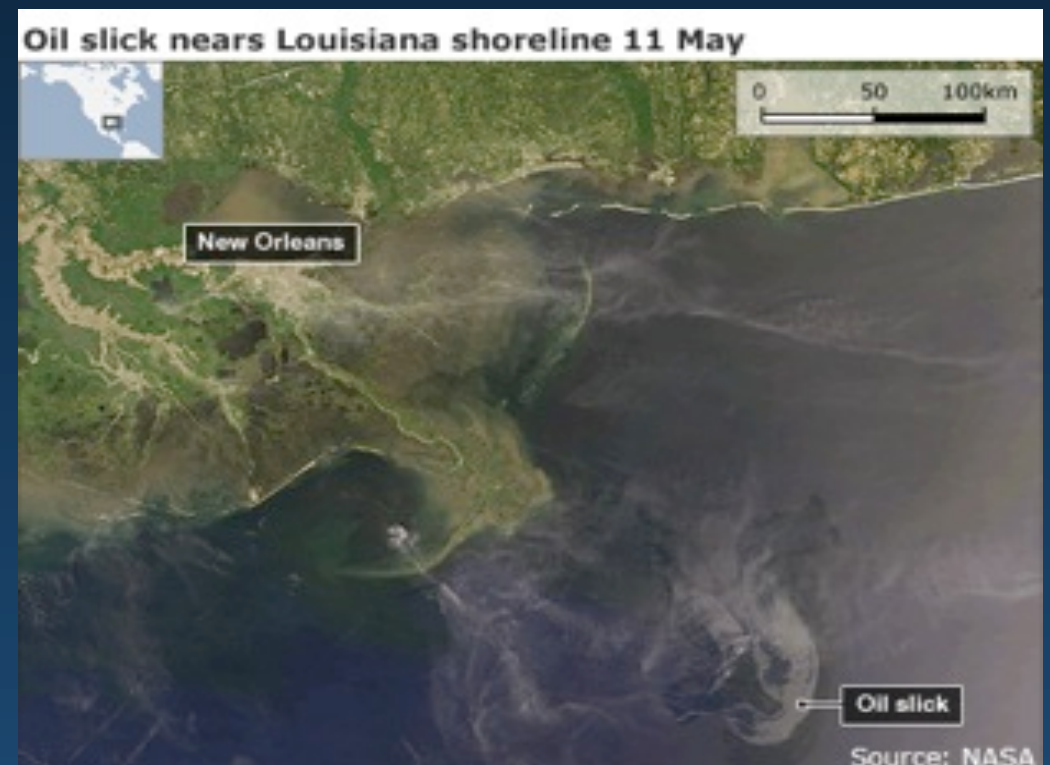 Oil slick nears Louisiana shoreline 11 May
0 50 100km
New Orleans
Oil slick
Source: NASA